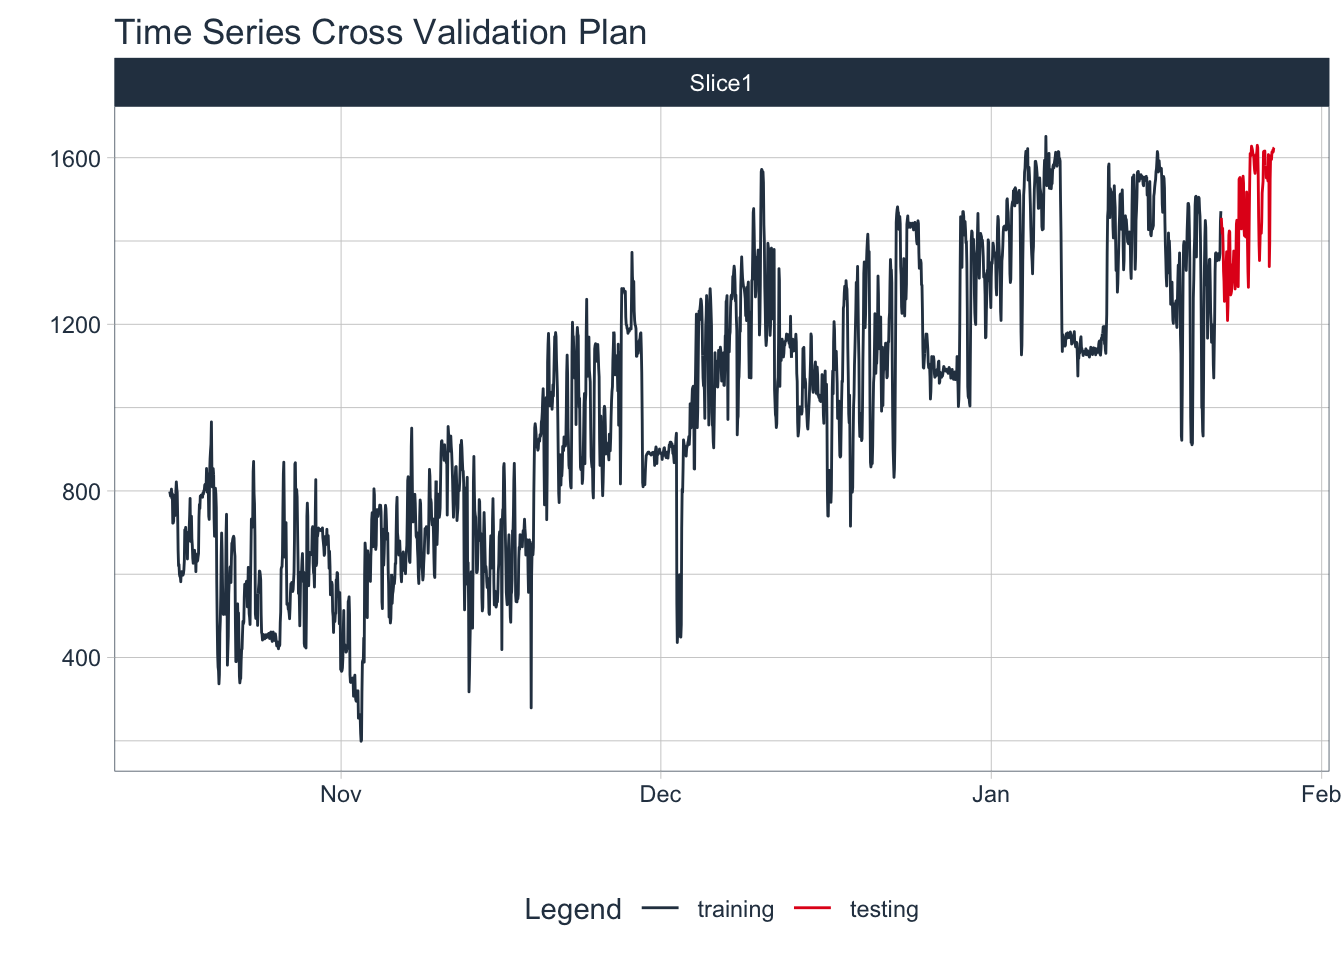 Time Series Cross Validation Plan
Slice1
1600
1200
800
400
Nov Dec Jan Feb
Legend training testing